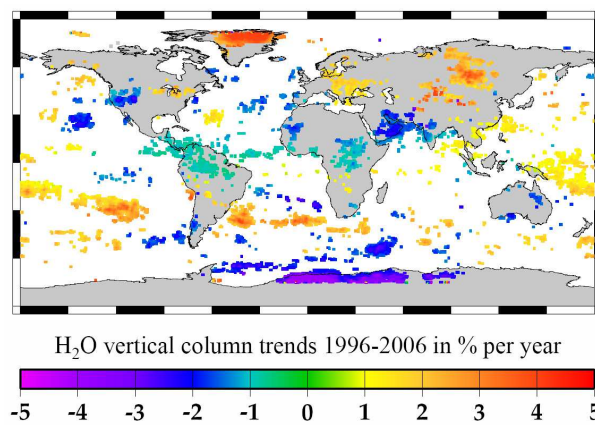 H₂O vertical column trends 1996-2006 in % per year
-5 -4 -3 -2 -1 0 1 2 3 4 5